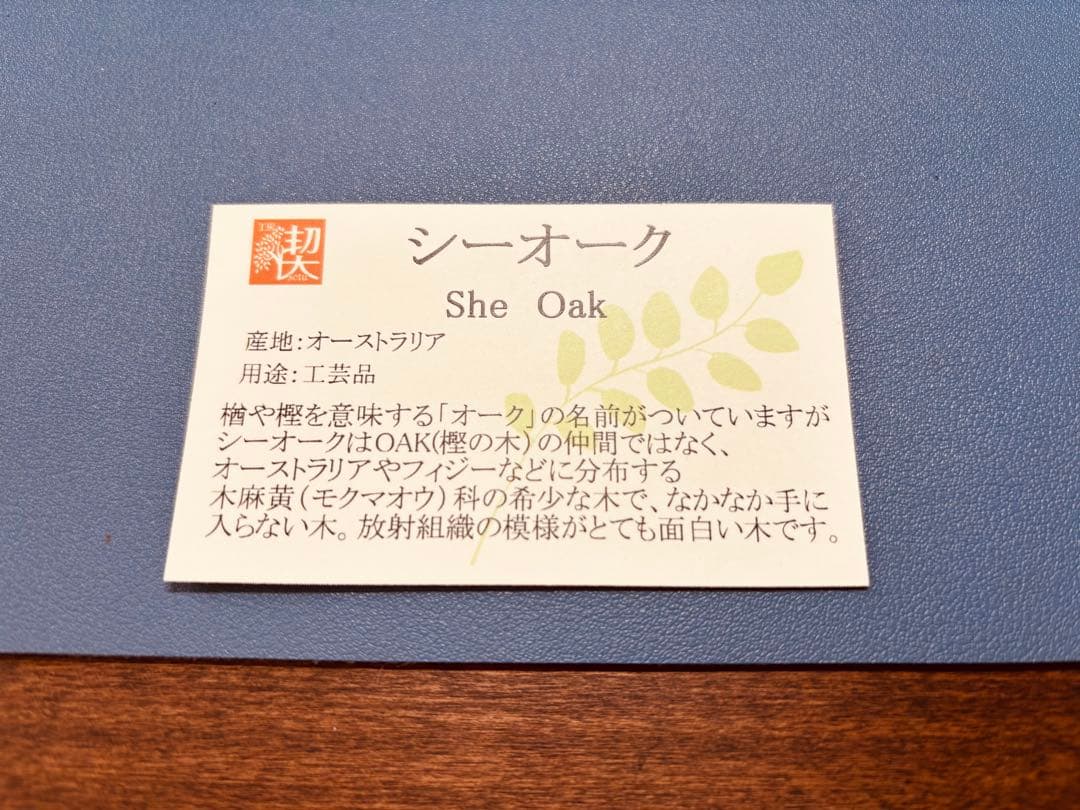 工房
契
setu
シーオーク
She Oak
産地:オーストラリア
用途:工芸品
楢や樫を意味する「オーク」の名前がついていますが
シーオークはOAK(樫の木)の仲間ではなく、
オーストラリアやフィジーなどに分布する
木麻黄(モクマオウ)科の希少な木で、なかなか手に
入らない木。放射組織の模様がとても面白い木です。